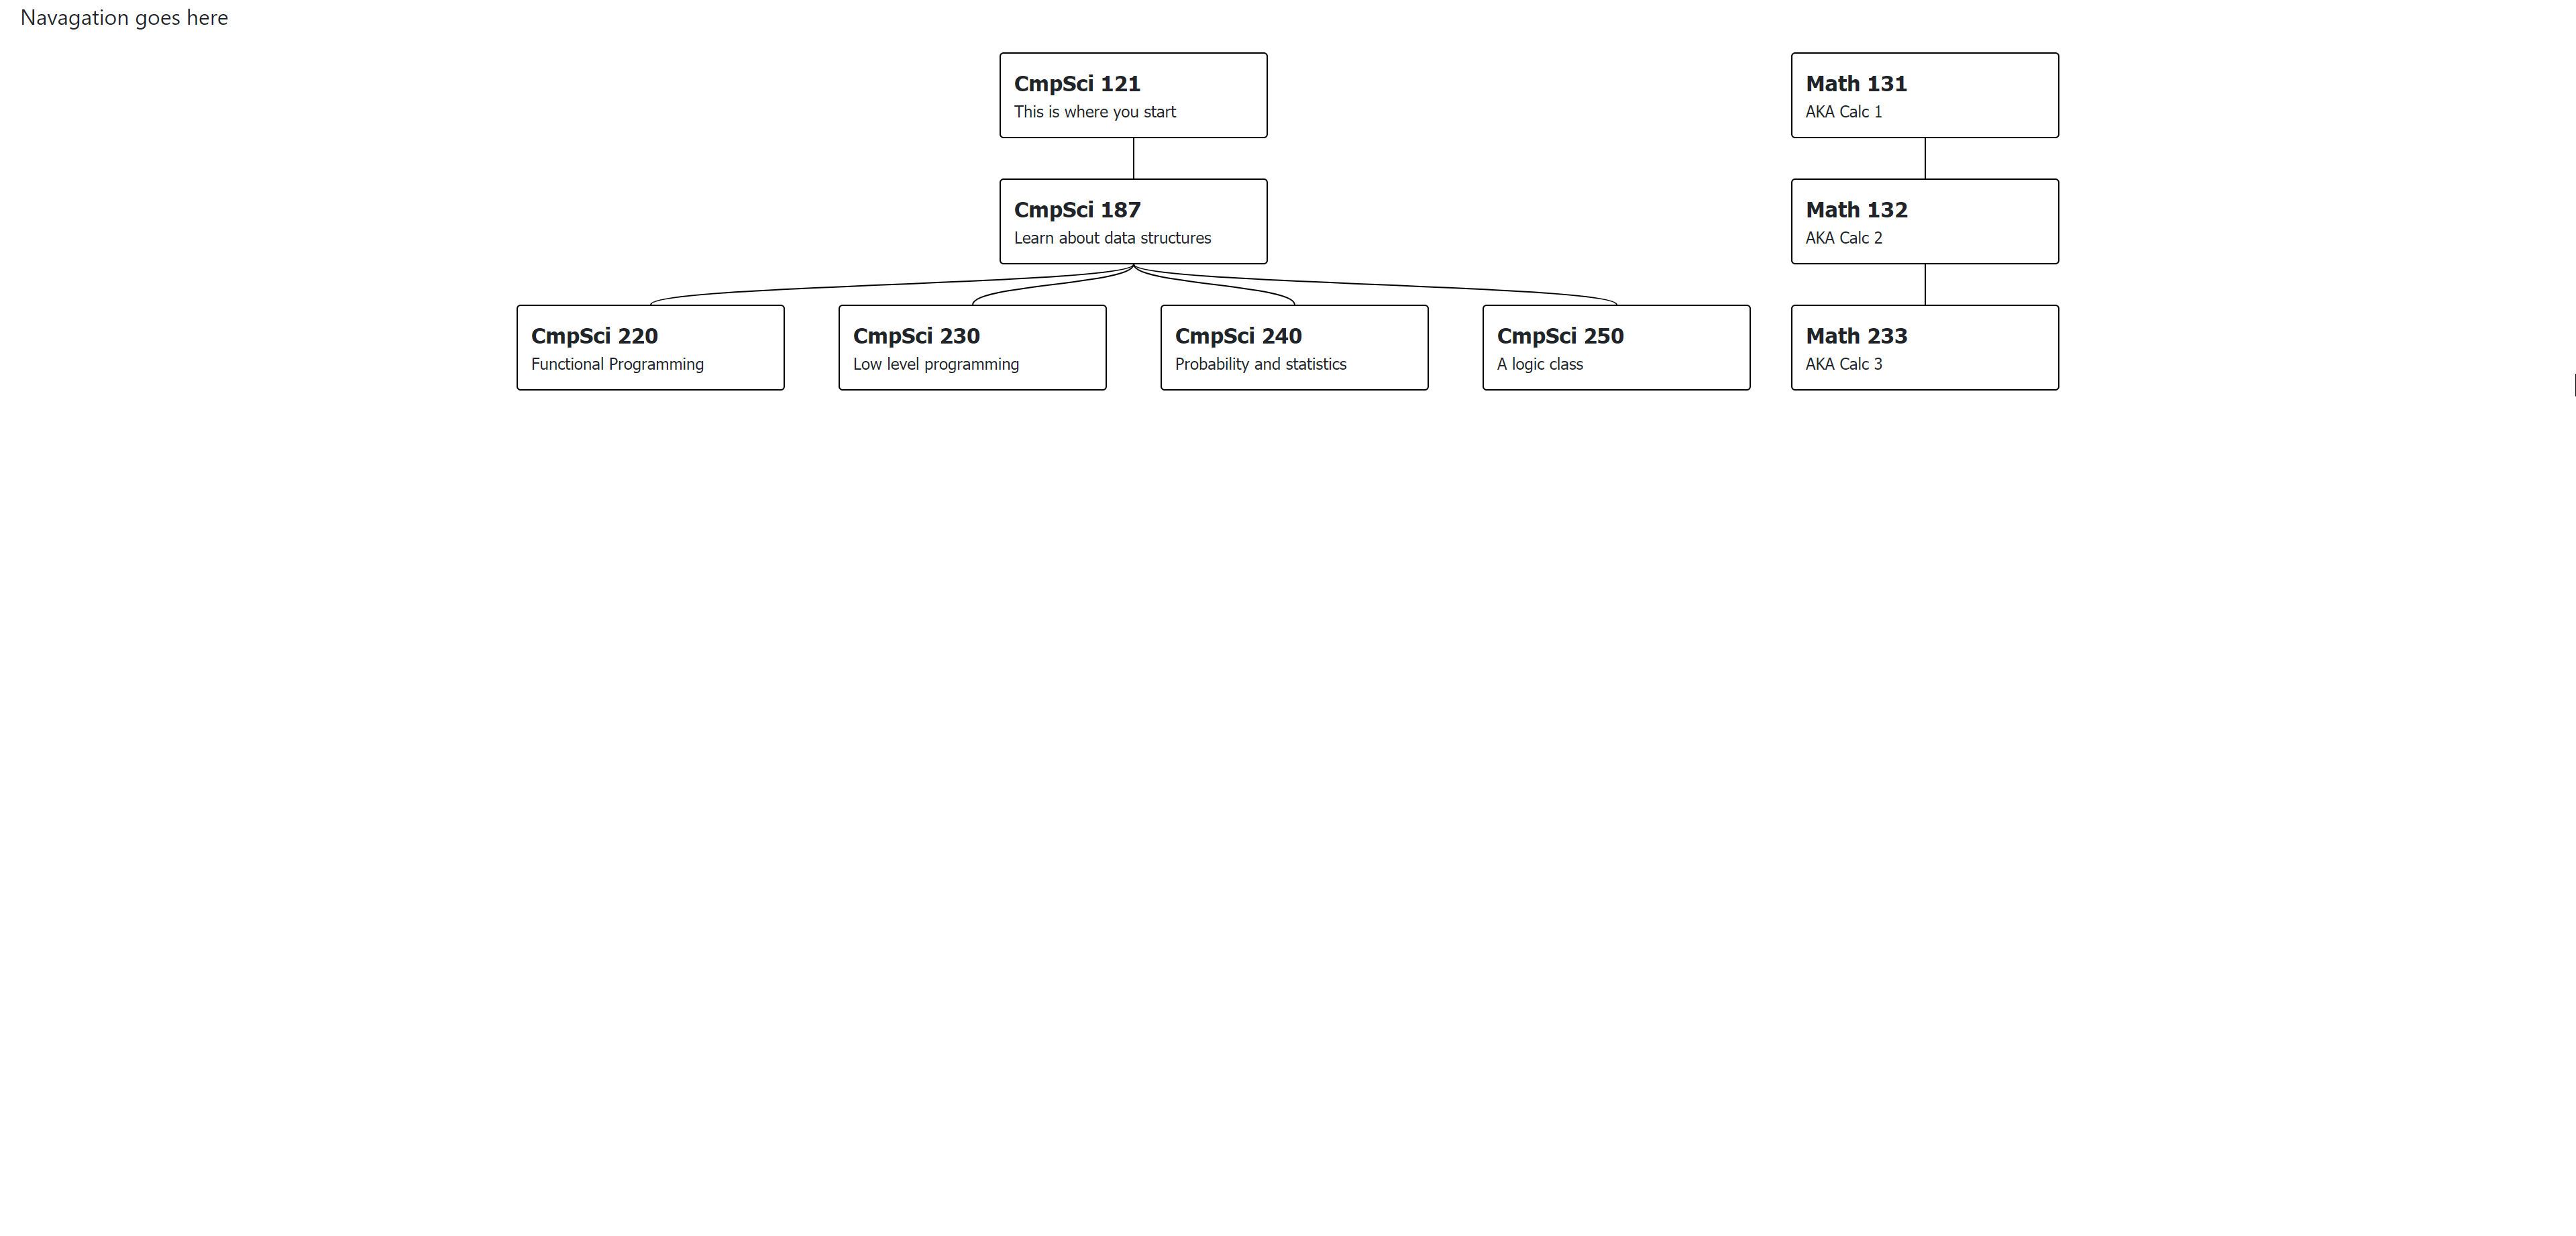 Navagation goes here
CmpSci 121
This is where you start
Math 131
AKA Calc 1
CmpSci 187
Learn about data structures
Math 132
AKA Calc 2
CmpSci 220
Functional Programming
CmpSci 230
Low level programming
CmpSci 240
Probability and statistics
CmpSci 250
A logic class
Math 233
AKA Calc 3